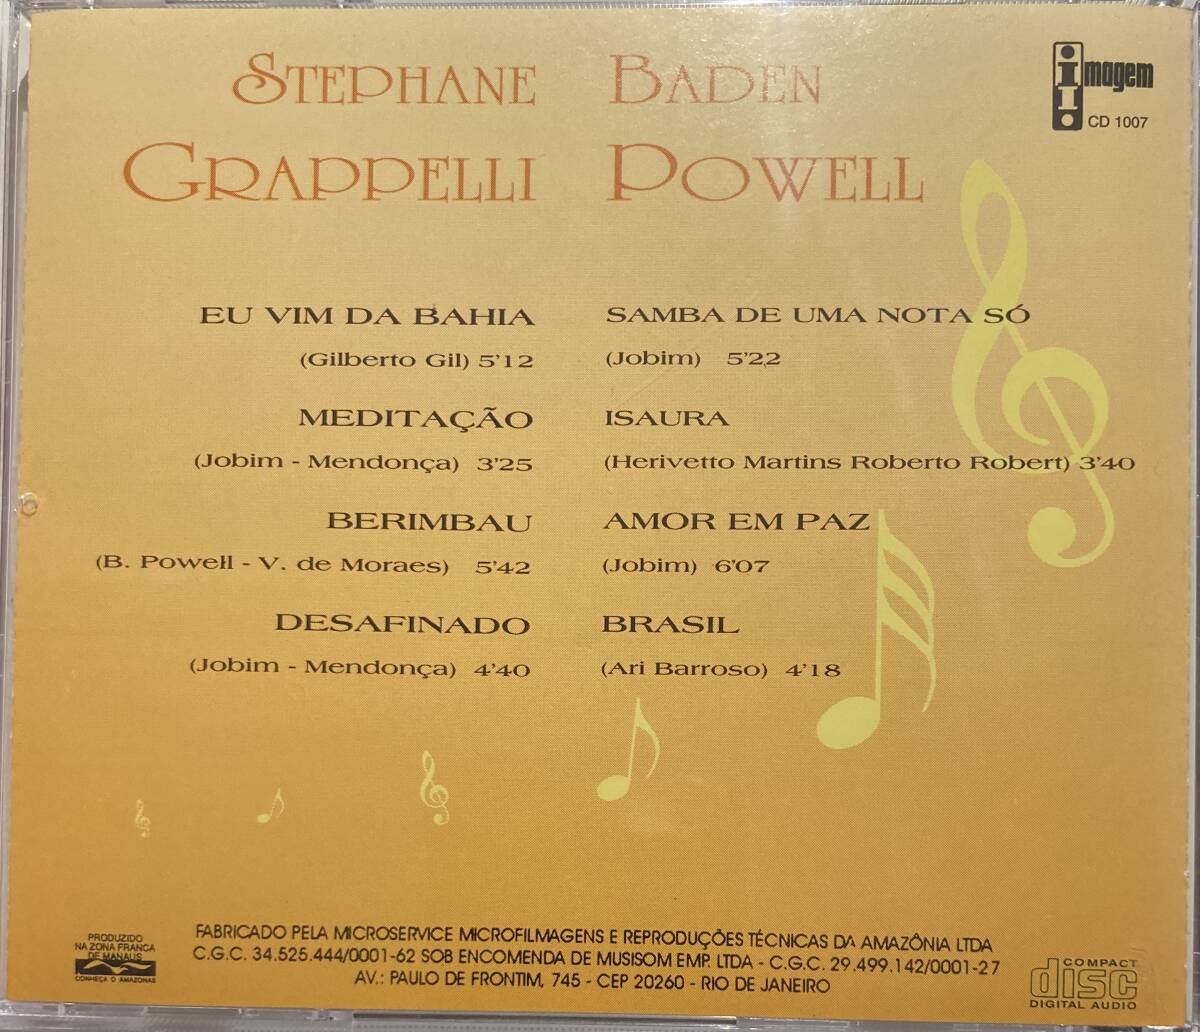 STEPHANE BADEN
GRAPPELLI POWELL
imagem
CD 1007
EU VIM DA BAHIA
(Gilberto Gil) 5'12
MEDITAÇÃO
(Jobim - Mendonça) 3'25
BERIMBAU
(B. Powell - V. de Moraes) 5'42
DESAFINADO
(Jobim - Mendonça) 4'40
SAMBA DE UMA NOTA SÓ
(Jobim) 5'22
ISAURA
(Herivetto Martins Roberto Robert) 3'40
AMOR EM PAZ
(Jobim) 6'07
BRASIL
(Ari Barroso) 4'18
PRODUZIDO
NA ZONA FRANCA
DE MANAUS
CONHEÇA O AMAZONAS
FABRICADO PELA MICROSERVICE MICROFILMAGENS E REPRODUÇÕES TÉCNICAS DA AMAZÔNIA LTDA
C.G.C. 34.525.444/0001-62 SOB ENCOMENDA DE MUSISOM EMP. LTDA - C.G.C. 29.499.142/0001-27
AV.: PAULO DE FRONTIM, 745 - CEP 20260 - RIO DE JANEIRO
COMPACT
disc
DIGITAL AUDIO